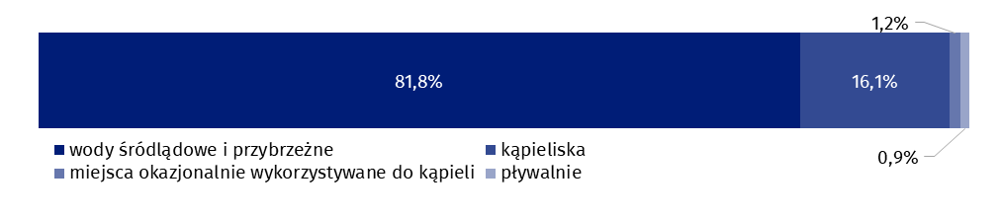 1,2%
81,8%
16,1%
wody śródlądowe i przybrzeżne
kąpieliska
miejsca okazjonalnie wykorzystywane do kąpieli
pływalnie
0,9%